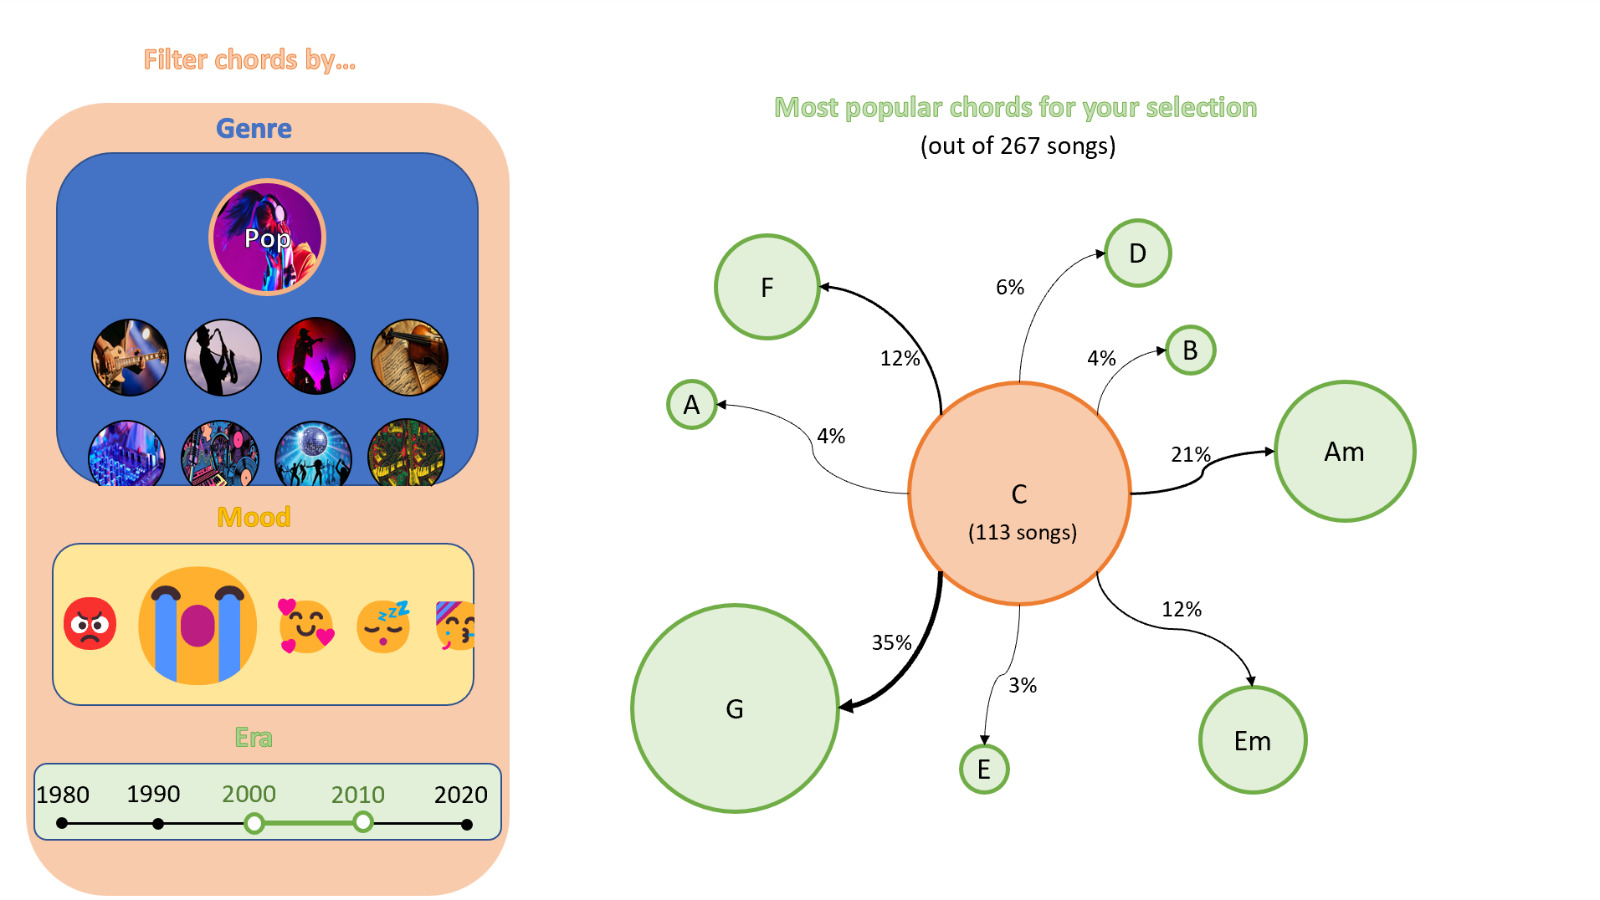 Filter chords by...
Genre
Pop
Mood
zzz
Era
1980 1990 2000 2010 2020
Most popular chords for your selection
(out of 267 songs)
F
D
6%
12%
B
4%
A
4%
Am
21%
C
(113 songs)
G
35%
E
3%
Em
12%